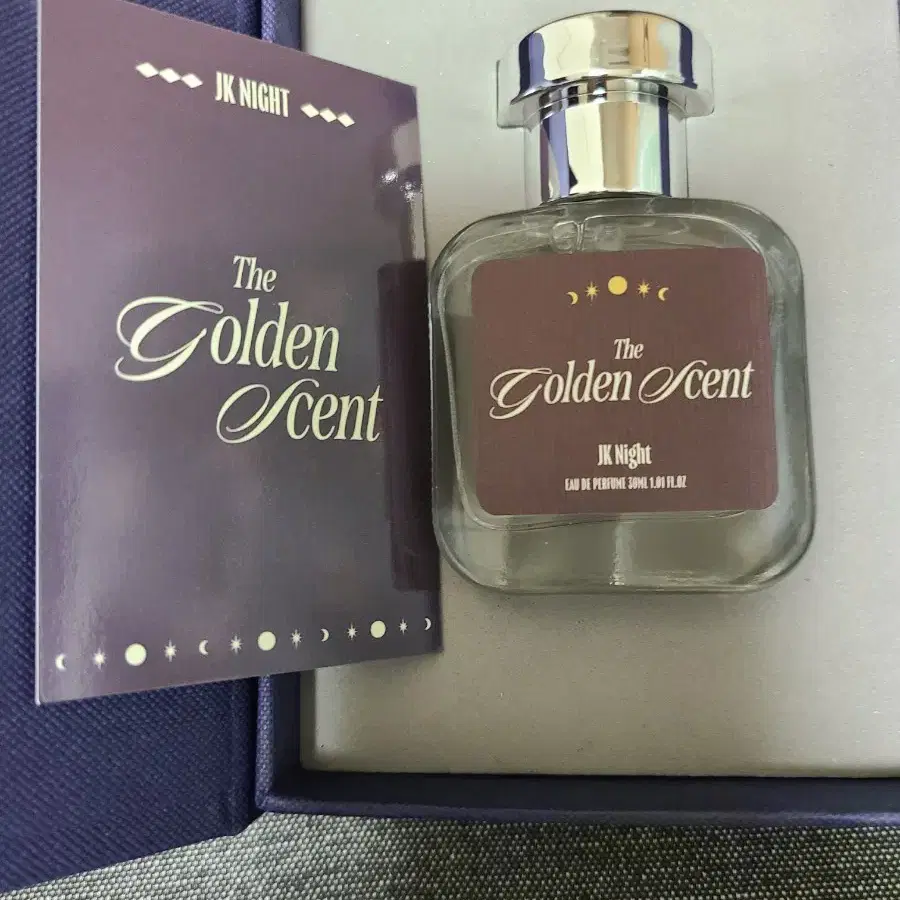 JK NIGHT
The
Golden
Scent
The
Golden Scent
JK Night
EAU DE PERFUME 30ML 1.01 FL.OZ